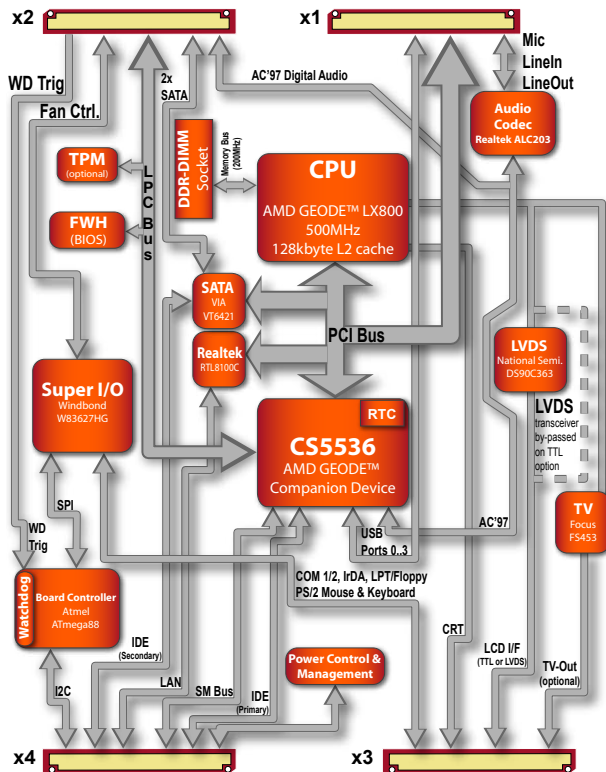 x2
x1
WD Trig
Fan Ctrl.
2x
SATA
AC'97 Digital Audio
Mic
LineIn
LineOut
Audio
Codec
Realtek ALC203
TPM
(optional)
FWH
(BIOS)
LPC Bus
DDR-DIMM
Socket
Memory Bus
(200MHz)
CPU
AMD GEODE™ LX800
500MHz
128kbyte L2 cache
SATA
VIA
VT6421
PCI Bus
Realtek
RTL8100C
LVDS
National Semi.
DS90C363
LVDS
transceiver
by-passed
on TTL
option
Super I/O
Windbond
W83627HG
RTC
CS5536
AMD GEODE™
Companion Device
TV
Focus
FS453
SPI
WD
Trig
USB
Ports 0..3
AC'97
COM 1/2, IrDA, LPT/Floppy
PS/2 Mouse & Keyboard
Watchdog
Board Controller
Atmel
ATmega88
IDE
(Secondary)
LAN
SM Bus
IDE
(Primary)
Power Control &
Management
CRT
LCD I/F
(TTL or LVDS)
TV-Out
(optional)
I2C
x4
x3